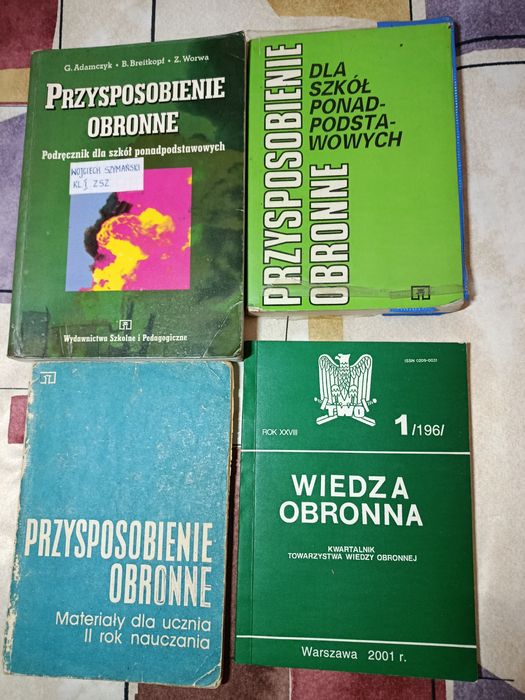 G. Adamczyk • B. Breitkopf • Z. Worwa
PRZYSPOSOBIENIE
OBRONNE
Podręcznik dla szkół ponadpodstawowych
WOJCIECH SZYMAŃSKI
KL I ZSZ
Wydawnictwa Szkolne i Pedagogiczne
PRZYSPOSOBIENIE
OBRONNE
DLA
SZKÓŁ
PONAD-
PODSTA-
WOWYCH
PRZYSPOSOBIENIE
OBRONNE
Materiały dla ucznia
II rok nauczania
ISSN 0209-0031
TWO
ROK XXVIII
1/196/
WIEDZA
OBRONNA
KWARTALNIK
TOWARZYSTWA WIEDZY OBRONNEJ
Warszawa 2001 r.